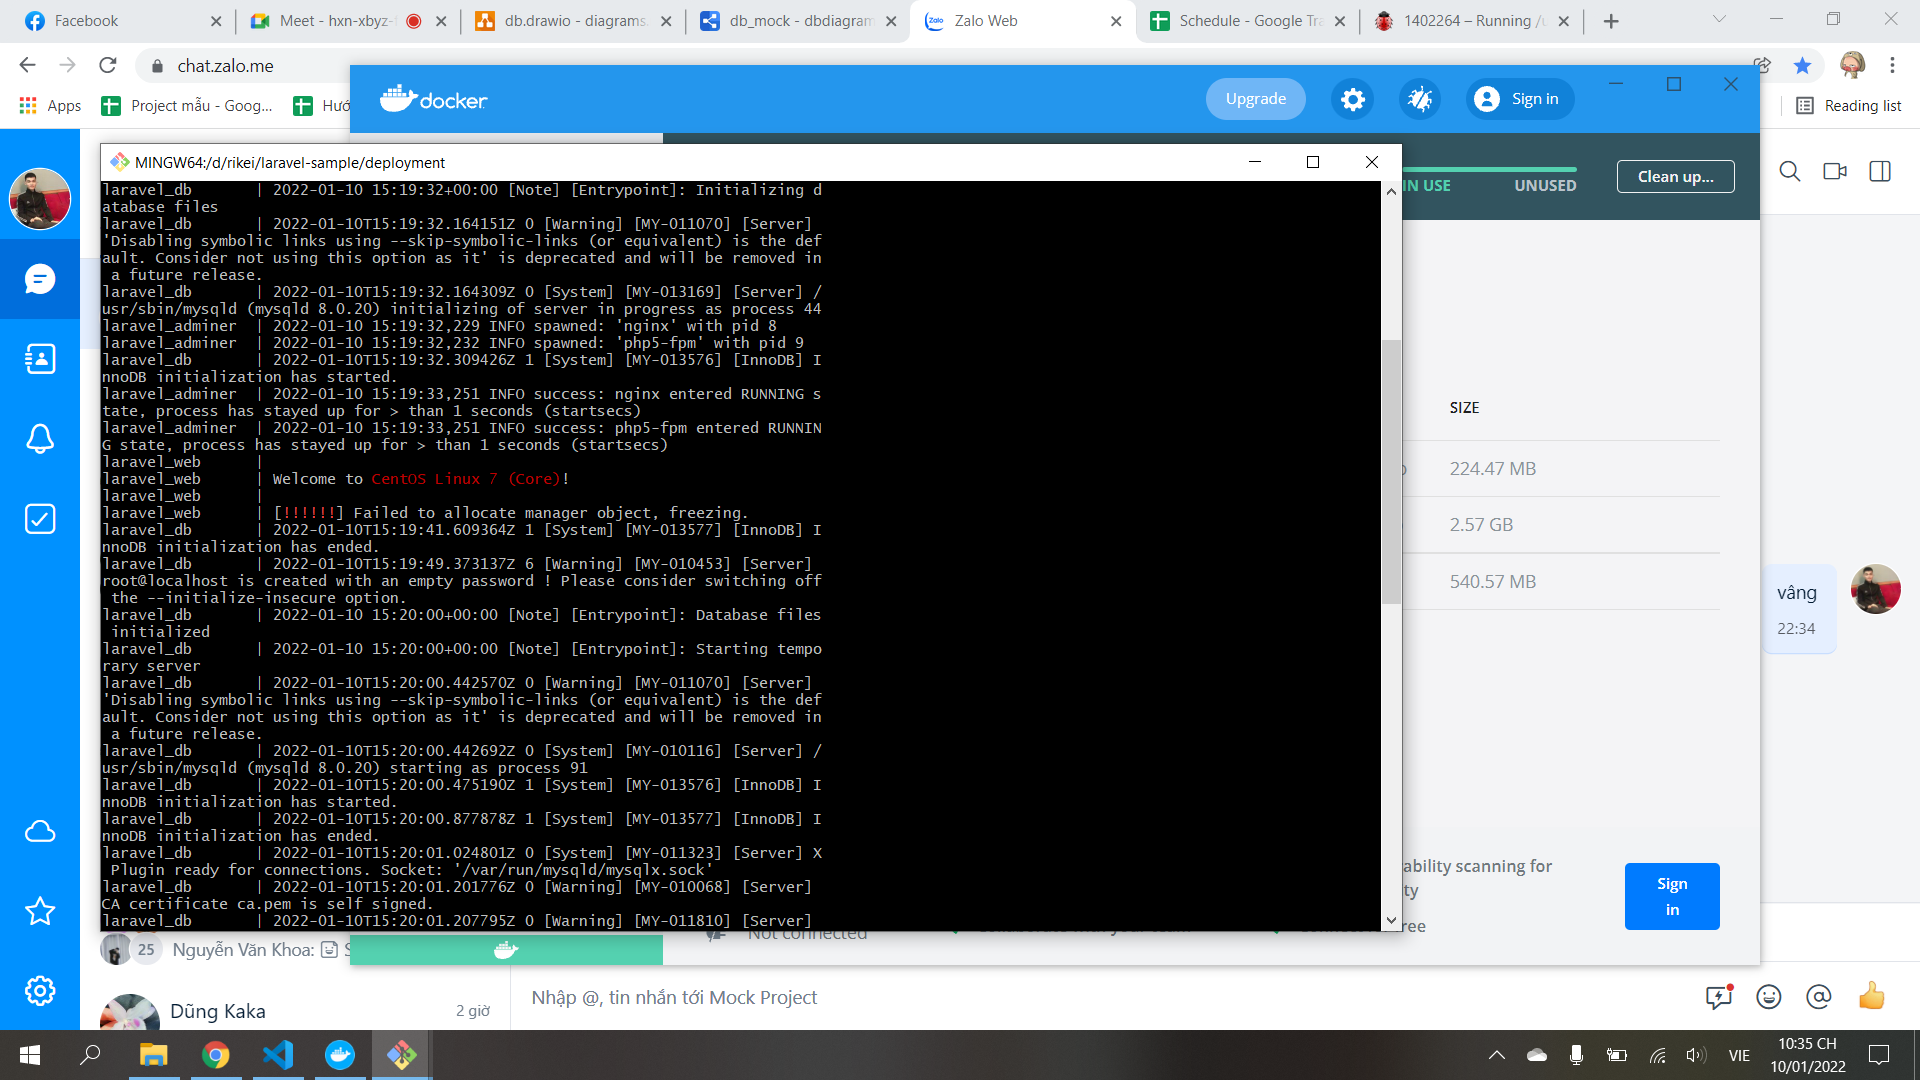 Facebook
Meet - hxn-xbyz-
db.drawio - diagrams.
db_mock - dbdiagram
Zalo Web
Schedule - Google Tra
1402264 – Running /u
chat.zalo.me
Apps
Project mẫu - Goog...
Hướ
Reading list
docker
Upgrade
Sign in
IN USE
UNUSED
Clean up...
MINGW64:/d/rikei/laravel-sample/deployment
laravel_db | 2022-01-10 15:19:32+00:00 [Note] [Entrypoint]: Initializing d
atabase files
laravel_db | 2022-01-10T15:19:32.164151Z 0 [Warning] [MY-011070] [Server]
'Disabling symbolic links using --skip-symbolic-links (or equivalent) is the def
ault. Consider not using this option as it' is deprecated and will be removed in
a future release.
laravel_db | 2022-01-10T15:19:32.164309Z 0 [System] [MY-013169] [Server] /
usr/sbin/mysqld (mysqld 8.0.20) initializing of server in progress as process 44
laravel_adminer | 2022-01-10 15:19:32,229 INFO spawned: 'nginx' with pid 8
laravel_adminer | 2022-01-10 15:19:32,232 INFO spawned: 'php5-fpm' with pid 9
laravel_db | 2022-01-10T15:19:32.309426Z 1 [System] [MY-013576] [InnoDB] I
nnoDB initialization has started.
laravel_adminer | 2022-01-10 15:19:33,251 INFO success: nginx entered RUNNING s
tate, process has stayed up for > than 1 seconds (startsecs)
laravel_adminer | 2022-01-10 15:19:33,251 INFO success: php5-fpm entered RUNNIN
G state, process has stayed up for > than 1 seconds (startsecs)
laravel_web |
laravel_web | Welcome to CentOS Linux 7 (Core)!
laravel_web |
laravel_web | [!!!!!!] Failed to allocate manager object, freezing.
laravel_db | 2022-01-10T15:19:41.609364Z 1 [System] [MY-013577] [InnoDB] I
nnoDB initialization has ended.
laravel_db | 2022-01-10T15:19:49.373137Z 6 [Warning] [MY-010453] [Server]
root@localhost is created with an empty password ! Please consider switching off
the --initialize-insecure option.
laravel_db | 2022-01-10 15:20:00+00:00 [Note] [Entrypoint]: Database files
initialized
laravel_db | 2022-01-10 15:20:00+00:00 [Note] [Entrypoint]: Starting tempo
rary server
laravel_db | 2022-01-10T15:20:00.442570Z 0 [Warning] [MY-011070] [Server]
'Disabling symbolic links using --skip-symbolic-links (or equivalent) is the def
ault. Consider not using this option as it' is deprecated and will be removed in
a future release.
laravel_db | 2022-01-10T15:20:00.442692Z 0 [System] [MY-010116] [Server] /
usr/sbin/mysqld (mysqld 8.0.20) starting as process 91
laravel_db | 2022-01-10T15:20:00.475190Z 1 [System] [MY-013576] [InnoDB] I
nnoDB initialization has started.
laravel_db | 2022-01-10T15:20:00.877878Z 1 [System] [MY-013577] [InnoDB] I
nnoDB initialization has ended.
laravel_db | 2022-01-10T15:20:01.024801Z 0 [System] [MY-011323] [Server] X
Plugin ready for connections. Socket: '/var/run/mysqld/mysqlx.sock'
laravel_db | 2022-01-10T15:20:01.201776Z 0 [Warning] [MY-010068] [Server]
CA certificate ca.pem is self signed.
laravel_db | 2022-01-10T15:20:01.207795Z 0 [Warning] [MY-011810] [Server]
SIZE
224.47 MB
2.57 GB
540.57 MB
vâng
22:34
ability scanning for
ty
ree
Sign
in
Not connected
25
Nguyễn Văn Khoa: S
Dũng Kaka
2 giờ
Nhập @, tin nhắn tới Mock Project
VIE
10:35 CH
10/01/2022